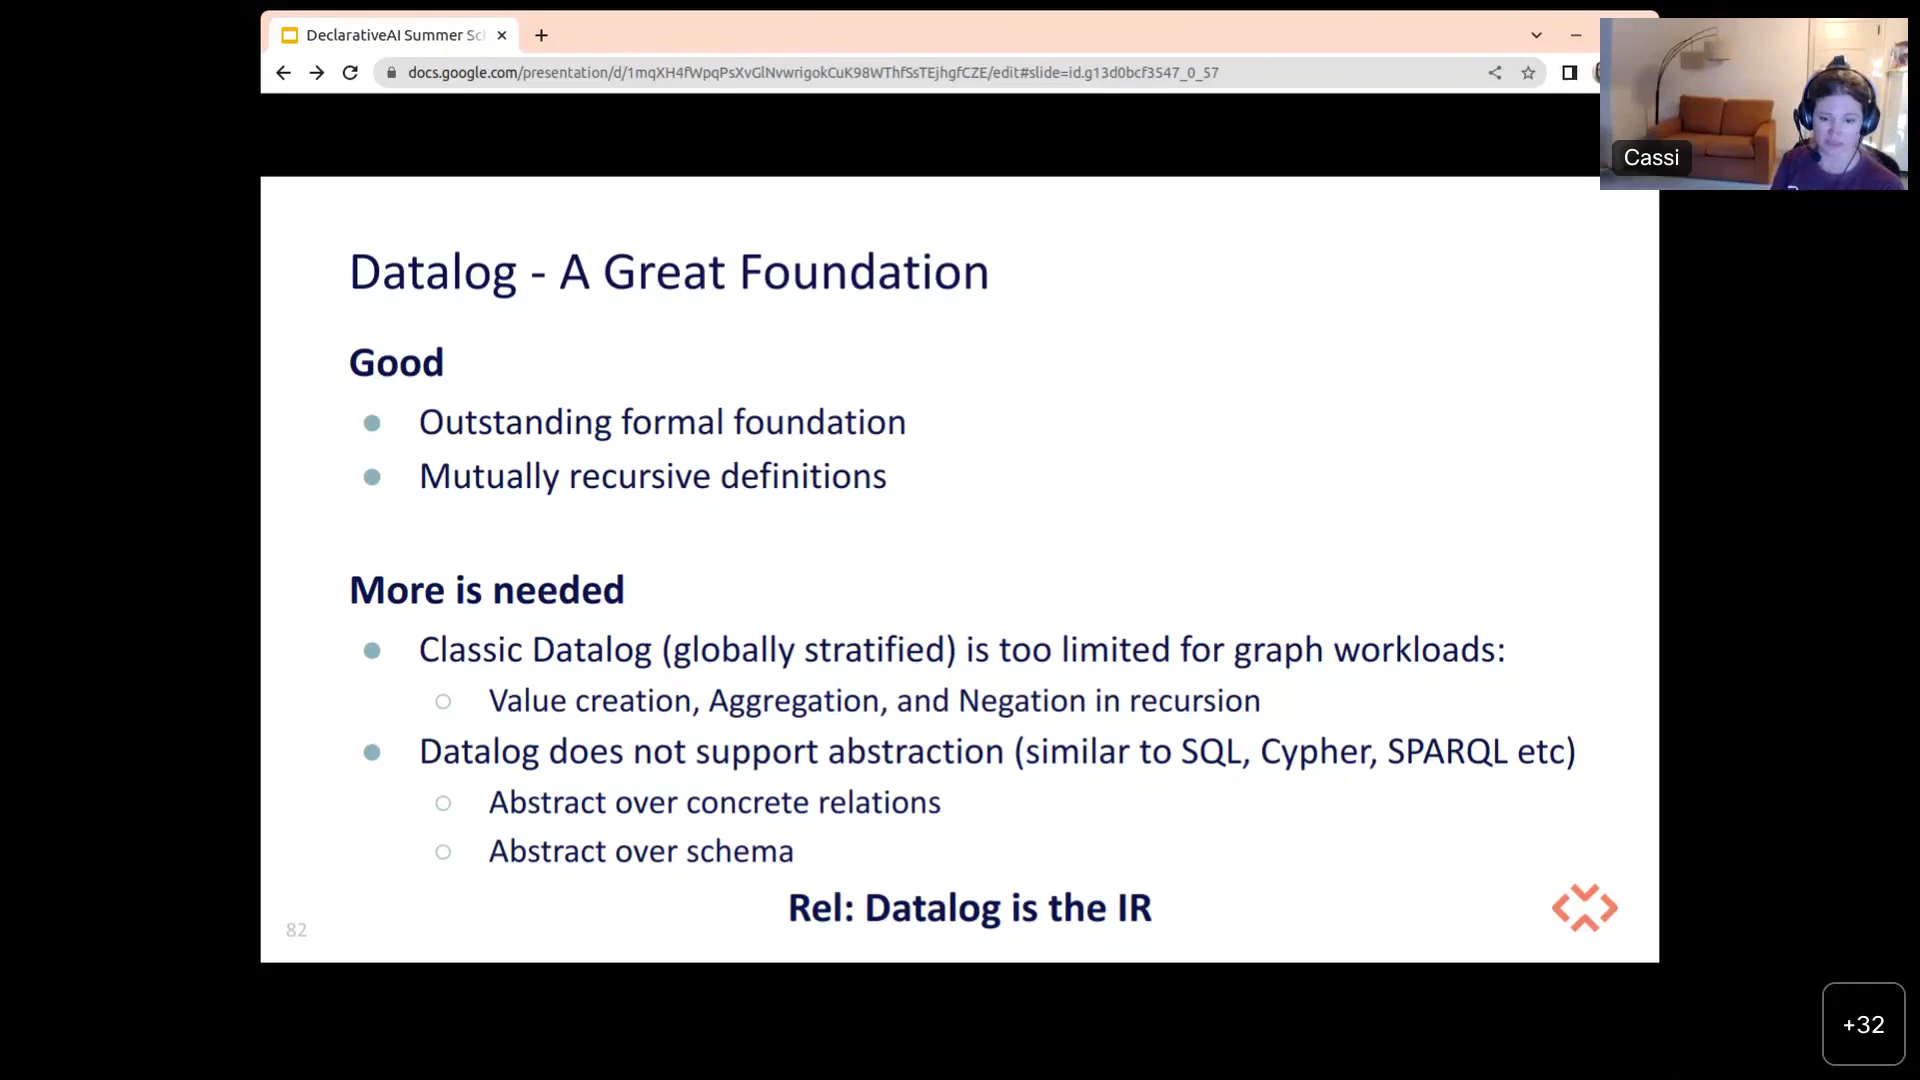 DeclarativeAI Summer Sc
docs.google.com/presentation/d/1mqXH4fWpqPsXvGlNvwrigokCuK98WThfSsTEjhgfCZE/edit#slide=id.g13d0bcf3547_0_57
Cassi
Datalog - A Great Foundation
Good
Outstanding formal foundation
Mutually recursive definitions
More is needed
Classic Datalog (globally stratified) is too limited for graph workloads:
Value creation, Aggregation, and Negation in recursion
Datalog does not support abstraction (similar to SQL, Cypher, SPARQL etc)
Abstract over concrete relations
Abstract over schema
Rel: Datalog is the IR
82
+32